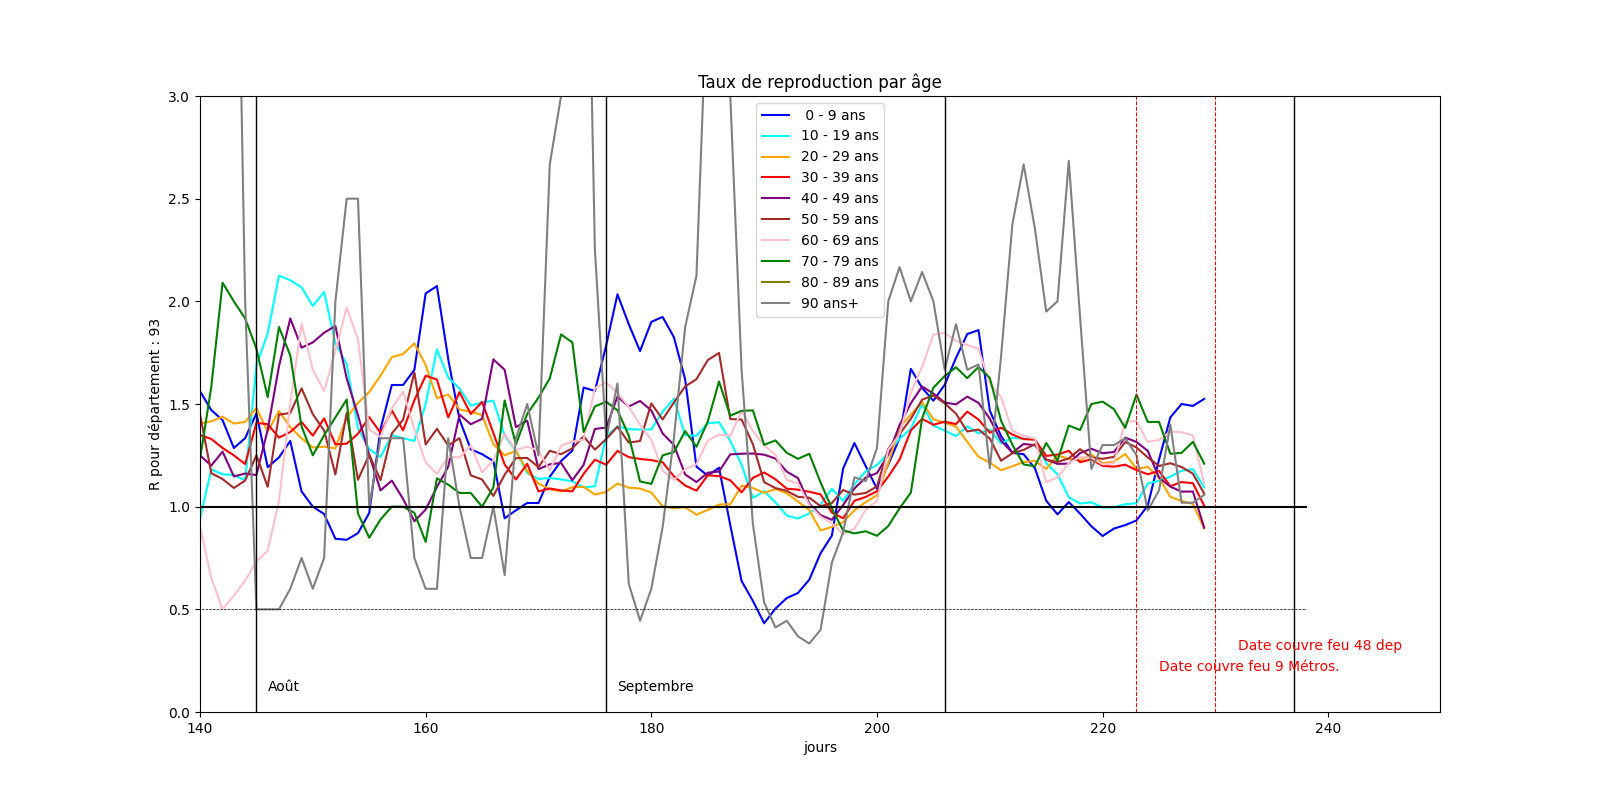 Taux de reproduction par âge
R pour département : 93
3.0
2.5
2.0
1.5
1.0
0.5
0.0
0 - 9 ans
10 - 19 ans
20 - 29 ans
30 - 39 ans
40 - 49 ans
50 - 59 ans
60 - 69 ans
70 - 79 ans
80 - 89 ans
90 ans+
Date couvre feu 48 dep
Date couvre feu 9 Métros.
Août
Septembre
140
160
180
200
220
240
jours